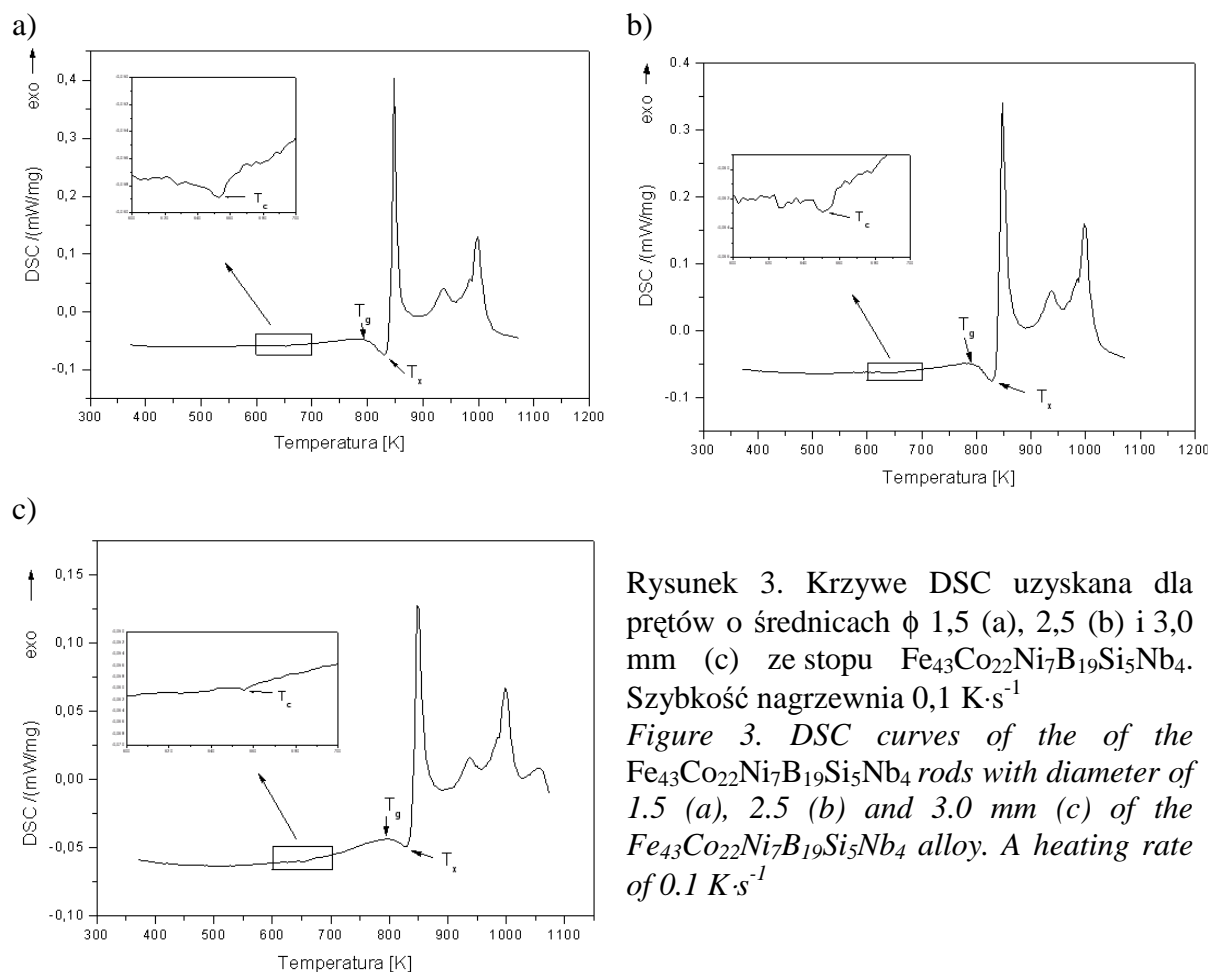 a)
exo
0,4
0,3
0,2
0,1
0,0
-0,1
DSC /(mW/mg)
T_c
T_g
T_x
300 400 500 600 700 800 900 1000 1100 1200
Temperatura [K]
b)
exo
0.4
0.3
0.2
0.1
0.0
-0.1
DSC /(mW/mg)
T_c
T_g
T_x
300 400 500 600 700 800 900 1000 1100 1200
Temperatura [K]
c)
exo
0,15
0,10
0,05
0,00
-0,05
-0,10
DSC /(mW/mg)
T_c
T_g
T_x
300 400 500 600 700 800 900 1000 1100
Temperatura [K]
Rysunek 3. Krzywe DSC uzyskana dla
prętów o średnicach ϕ 1,5 (a), 2,5 (b) i 3,0
mm (c) ze stopu Fe₄₃Co₂₂Ni₇B₁₉Si₅Nb₄.
Szybkość nagrzewnia 0,1 K·s⁻¹
Figure 3. DSC curves of the of the
Fe₄₃Co₂₂Ni₇B₁₉Si₅Nb₄ rods with diameter of
1.5 (a), 2.5 (b) and 3.0 mm (c) of the
Fe₄₃Co₂₂Ni₇B₁₉Si₅Nb₄ alloy. A heating rate
of 0.1 K·s⁻¹